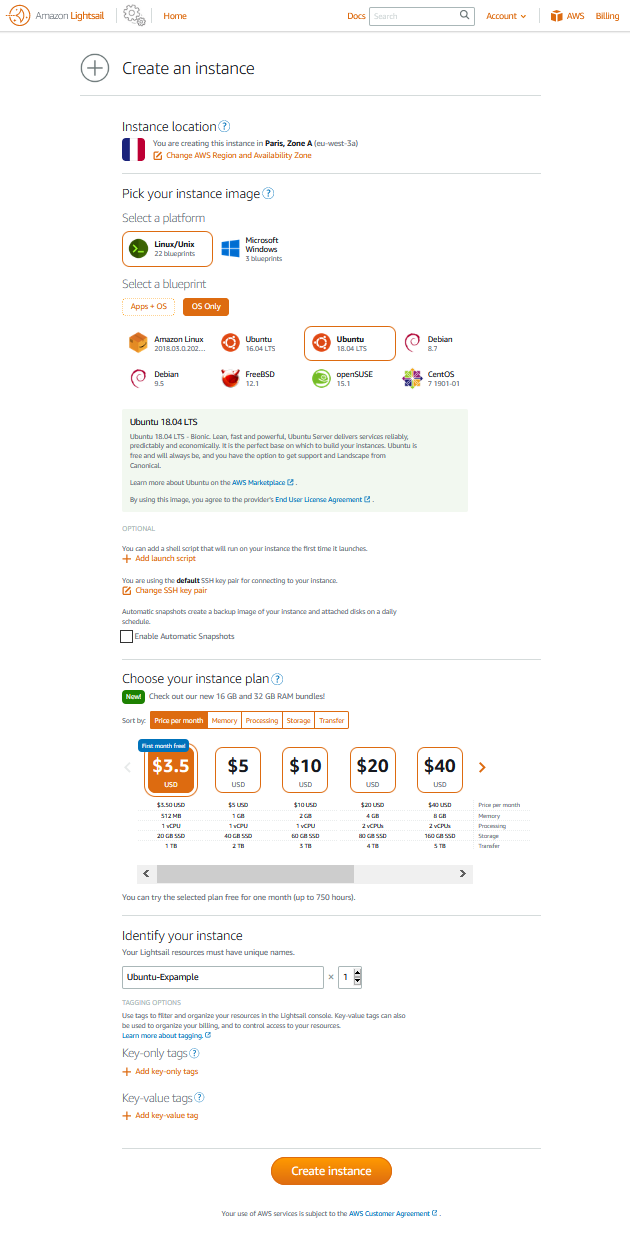 Amazon Lightsail
Home
Docs
Search
Account
AWS
Billing
Create an instance
Instance location ?
You are creating this instance in Paris, Zone A (eu-west-3a)
Change AWS Region and Availability Zone
Pick your instance image ?
Select a platform
Linux/Unix
22 blueprints
Microsoft
Windows
3 blueprints
Select a blueprint
Apps + OS
OS Only
Amazon Linux
2018.03.0.202...
Ubuntu
16.04 LTS
Ubuntu
18.04 LTS
Debian
8.7
Debian
9.5
FreeBSD
12.1
openSUSE
15.1
CentOS
7 1901-01
Ubuntu 18.04 LTS
Ubuntu 18.04 LTS - Bionic. Lean, fast and powerful, Ubuntu Server delivers services reliably,
predictably and economically. It is the perfect base on which to build your instances. Ubuntu is
free and will always be, and you have the option to get support and Landscape from
Canonical.
Learn more about Ubuntu on the AWS Marketplace .
By using this image, you agree to the provider's End User License Agreement .
OPTIONAL
You can add a shell script that will run on your instance the first time it launches.
+ Add launch script
You are using the default SSH key pair for connecting to your instance.
Change SSH key pair
Automatic snapshots create a backup image of your instance and attached disks on a daily
schedule.
Enable Automatic Snapshots
Choose your instance plan ?
New! Check out our new 16 GB and 32 GB RAM bundles!
Sort by: Price per month Memory Processing Storage Transfer
First month free!
$3.5 $5 $10 $20 $40
USD USD USD USD USD
$3.50 USD $5 USD $10 USD $20 USD $40 USD Price per month
512 MB 1 GB 2 GB 4 GB 8 GB Memory
1 vCPU 1 vCPU 1 vCPU 2 vCPUs 2 vCPUs Processing
20 GB SSD 40 GB SSD 60 GB SSD 80 GB SSD 160 GB SSD Storage
1 TB 2 TB 3 TB 4 TB 5 TB Transfer
You can try the selected plan free for one month (up to 750 hours).
Identify your instance
Your Lightsail resources must have unique names.
Ubuntu-Expample × 1
TAGGING OPTIONS
Use tags to filter and organize your resources in the Lightsail console. Key-value tags can also
be used to organize your billing, and to control access to your resources.
Learn more about tagging.
Key-only tags ?
+ Add key-only tags
Key-value tags ?
+ Add key-value tag
Create instance
Your use of AWS services is subject to the AWS Customer Agreement .